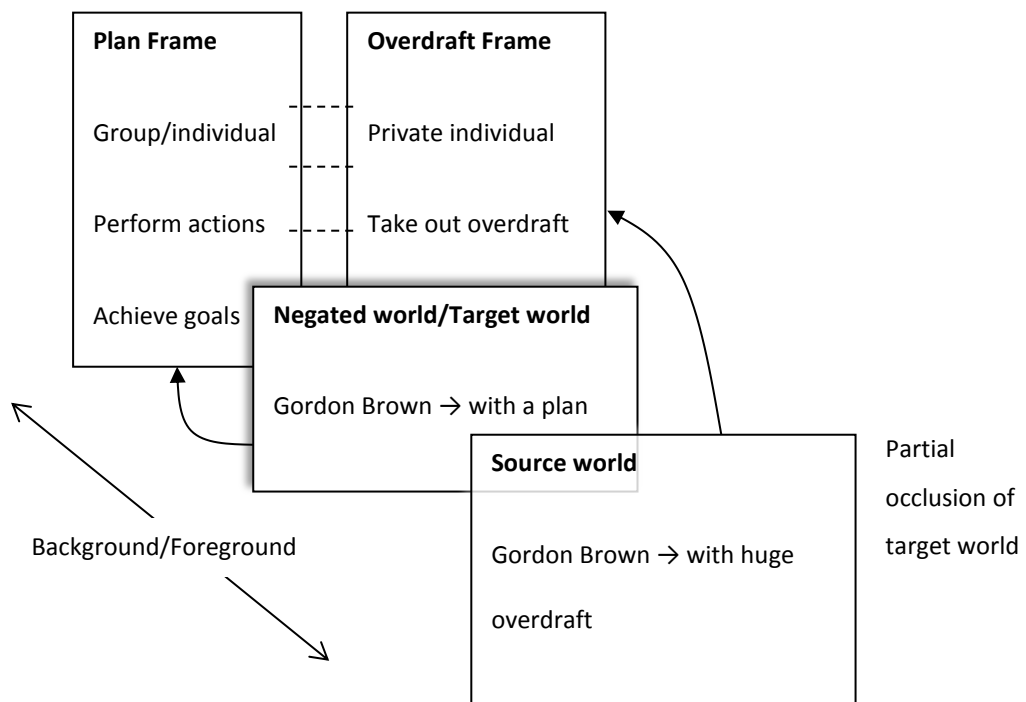 Plan Frame
Group/individual
Perform actions
Achieve goals
Overdraft Frame
Private individual
Take out overdraft
Negated world/Target world
Gordon Brown → with a plan
Source world
Gordon Brown → with huge
overdraft
Partial
occlusion of
target world
Background/Foreground